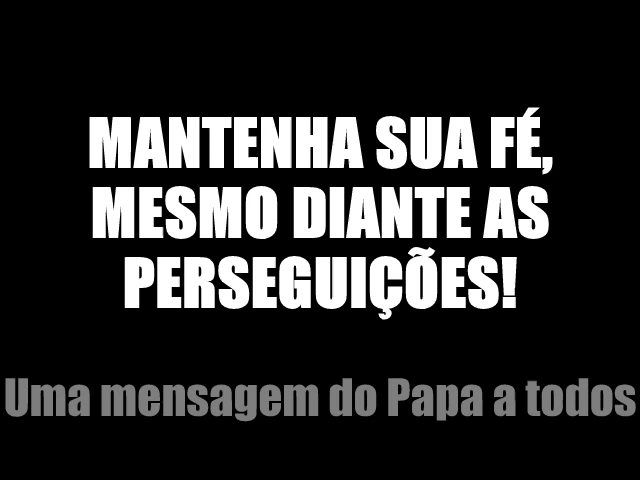 MANTENHA SUA FÉ,
MESMO DIANTE AS
PERSEGUIÇÕES!
Uma mensagem do Papa a todos